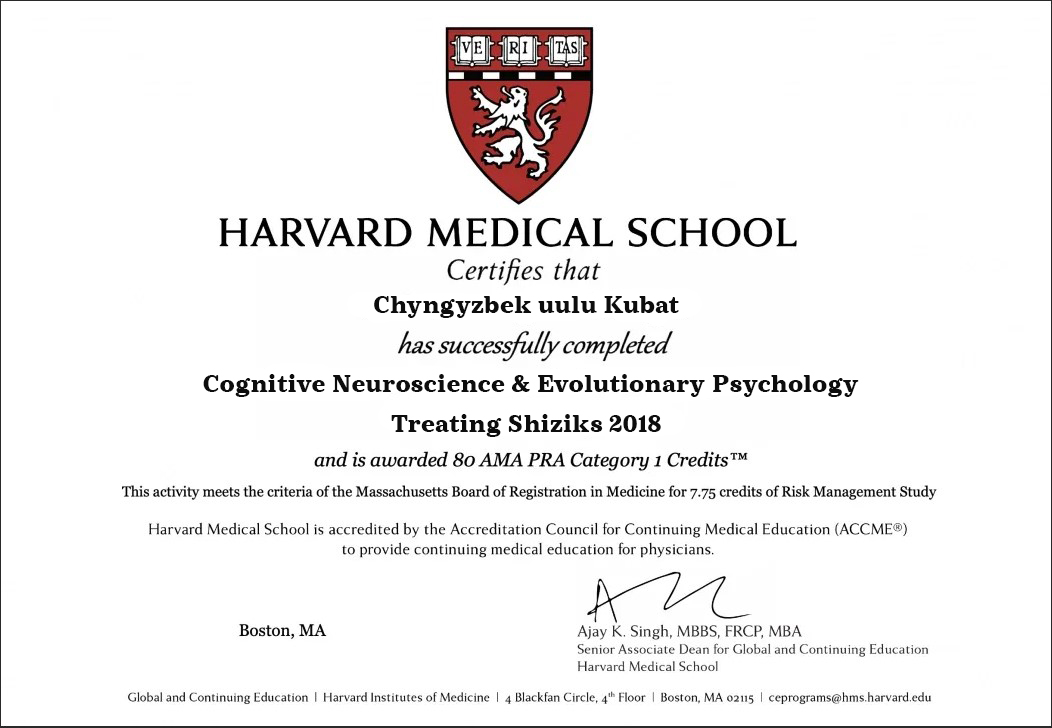 VE RI TAS
HARVARD MEDICAL SCHOOL
Certifies that
Chyngyzbek uulu Kubat
has successfully completed
Cognitive Neuroscience & Evolutionary Psychology
Treating Shiziks 2018
and is awarded 80 AMA PRA Category 1 Credits™
This activity meets the criteria of the Massachusetts Board of Registration in Medicine for 7.75 credits of Risk Management Study
Harvard Medical School is accredited by the Accreditation Council for Continuing Medical Education (ACCME®)
to provide continuing medical education for physicians.
Boston, MA
Ajay K. Singh, MBBS, FRCP, MBA
Senior Associate Dean for Global and Continuing Education
Harvard Medical School
Global and Continuing Education | Harvard Institutes of Medicine | 4 Blackfan Circle, 4th Floor | Boston, MA 02115 | ceprograms@hms.harvard.edu